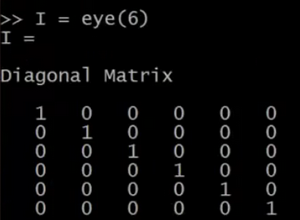 >> I = eye(6)
I =
Diagonal Matrix
1 0 0 0 0 0
0 1 0 0 0 0
0 0 1 0 0 0
0 0 0 1 0 0
0 0 0 0 1 0
0 0 0 0 0 1